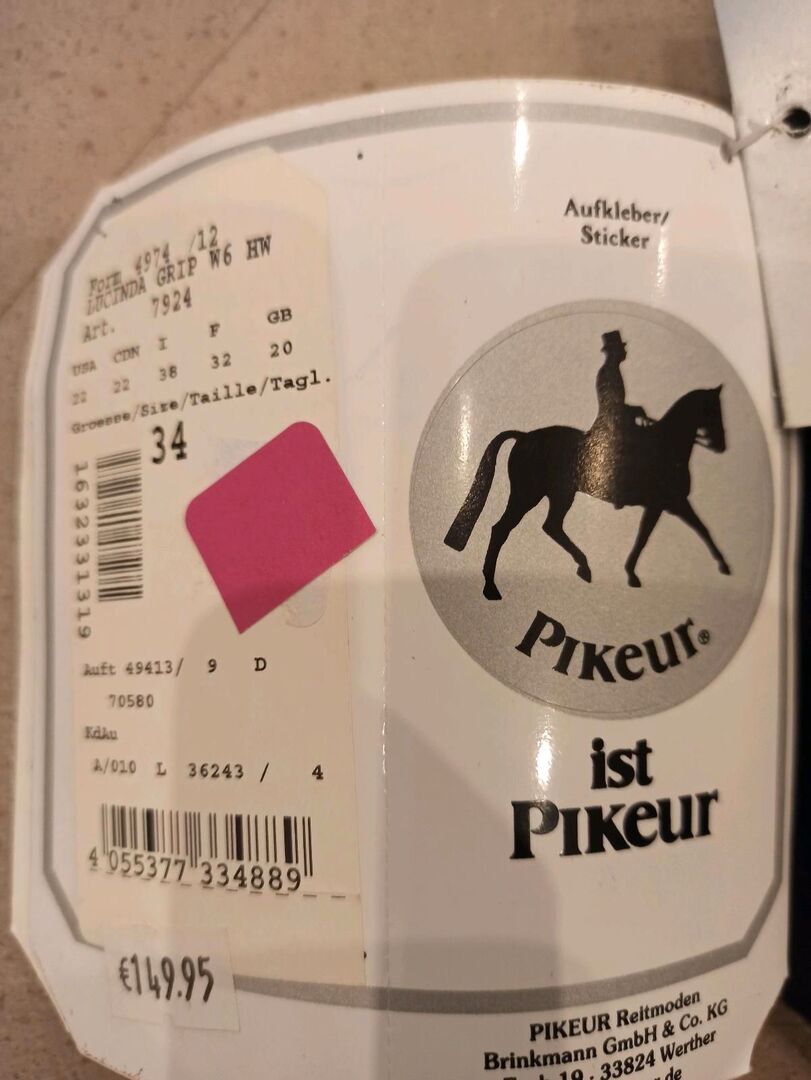 Form 4974 /12
LUCINDA GRIP W6 HW
Art. 7924
USA CDN I F GB
22 22 38 32 20
Groesse/Size/Taille/Tagl.
34
1632331319
Auft 49413/ 9 D
70580
KdAu
A/010 L 36243 / 4
4 055377 334889
€149.95
Aufkleber/
Sticker
PIKEUR®
ist
PIKEUR
PIKEUR Reitmoden
Brinkmann GmbH & Co. KG
19 · 33824 Werther
.de